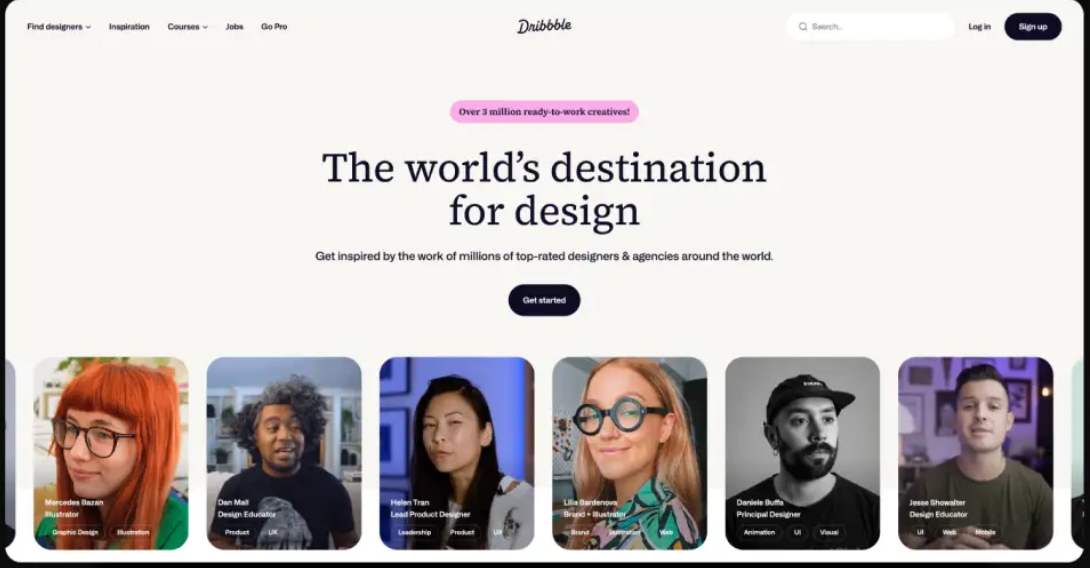 Find designers
Inspiration
Courses
Jobs
Go Pro
Dribbble
Search...
Log in
Sign up
Over 3 million ready-to-work creatives!
The world's destination
for design
Get inspired by the work of millions of top-rated designers & agencies around the world.
Get started
Mercedes Bazan
Illustrator
Graphic Design
Illustration
Dan Mall
Design Educator
Product
UX
Helen Tran
Lead Product Designer
Leadership
Product
UX
Lilla Bardenova
Brand + Illustrator
Brand
Illustration
Web
Daniele Buffa
Principal Designer
Animation
UI
Visual
Jesse Showalter
Design Educator
UI
Web
Mobile